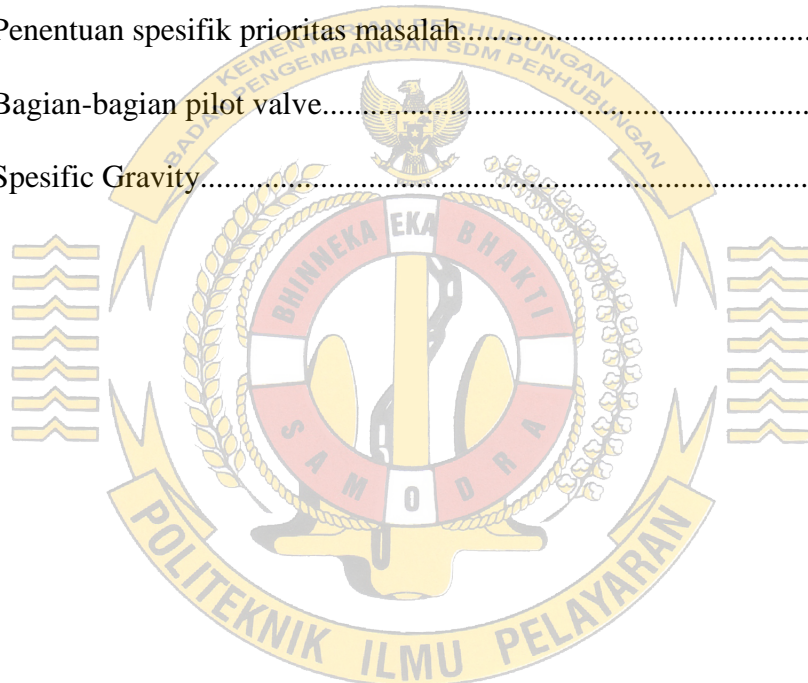 Penentuan spesifik prioritas masalah........................................
Bagian-bagian pilot valve.........................................................
Spesific Gravity........................................................................
KEMENTERIAN PERHUBUNGAN
BADAN PENGEMBANGAN SDM PERHUBUNGAN
BHINNEKA EKA BHAKTI
SAMODRA
POLITEKNIK ILMU PELAYARAN